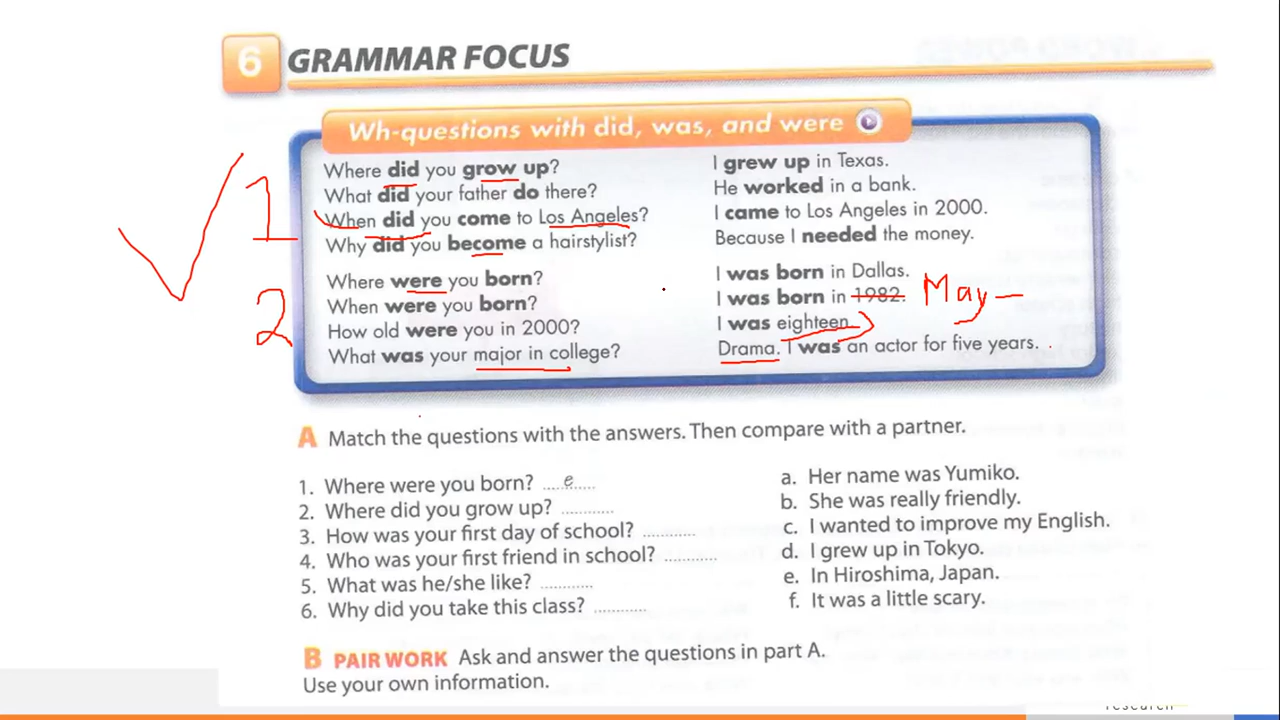 6 GRAMMAR FOCUS
Wh-questions with did, was, and were
Where did you grow up? I grew up in Texas.
What did your father do there? He worked in a bank.
When did you come to Los Angeles? I came to Los Angeles in 2000.
Why did you become a hairstylist? Because I needed the money.
1
Where were you born? I was born in Dallas.
When were you born? I was born in 1982. May
How old were you in 2000? I was eighteen.
2
What was your major in college? Drama. I was an actor for five years.
A Match the questions with the answers. Then compare with a partner.
1. Where were you born? .....e.....
2. Where did you grow up? ............
3. How was your first day of school? ............
4. Who was your first friend in school? ............
5. What was he/she like? ............
6. Why did you take this class? ............
a. Her name was Yumiko.
b. She was really friendly.
c. I wanted to improve my English.
d. I grew up in Tokyo.
e. In Hiroshima, Japan.
f. It was a little scary.
B PAIR WORK Ask and answer the questions in part A.
Use your own information.
research